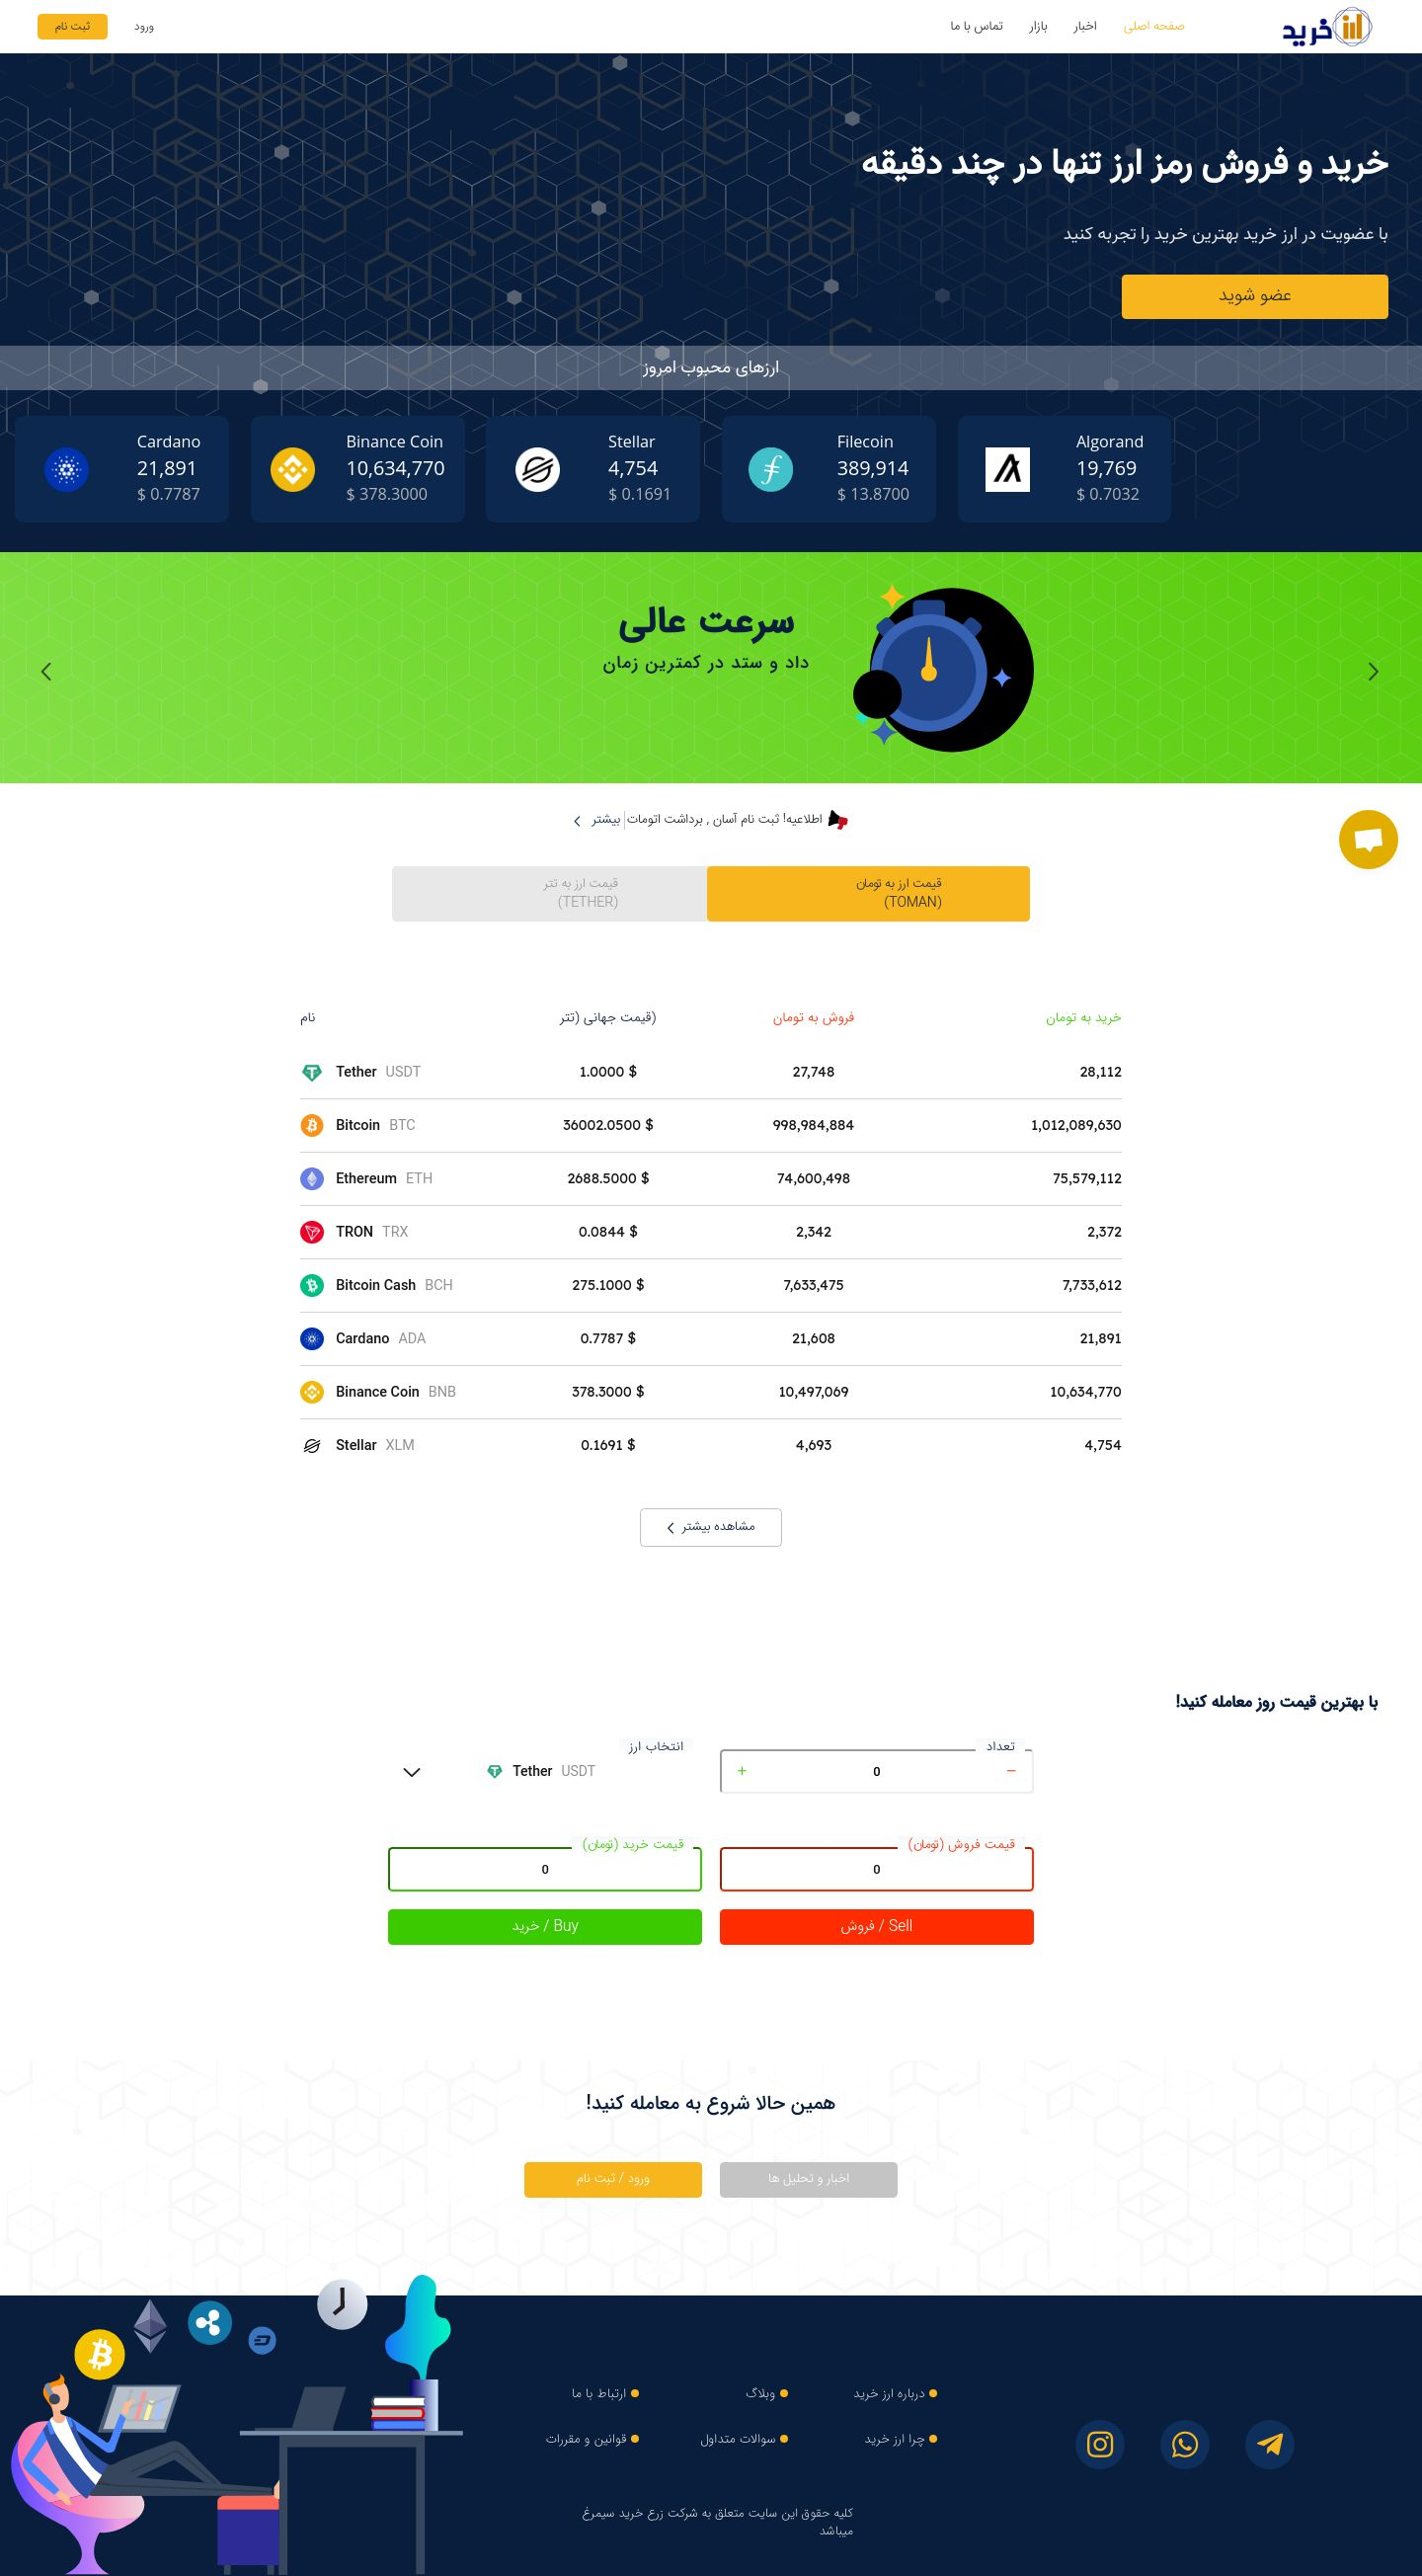 خرید
صفحه اصلی
اخبار
بازار
تماس با ما
ورود
ثبت نام
خرید و فروش رمز ارز تنها در چند دقیقه
با عضویت در ارز خرید بهترین خرید را تجربه کنید
عضو شوید
ارزهای محبوب امروز
Cardano
21,891
$ 0.7787
Binance Coin
10,634,770
$ 378.3000
Stellar
4,754
$ 0.1691
Filecoin
389,914
$ 13.8700
Algorand
19,769
$ 0.7032
سرعت عالی
داد و ستد در کمترین زمان
اطلاعیه! ثبت نام آسان , برداشت اتومات
بیشتر
قیمت ارز به تومان
(TOMAN)
قیمت ارز به تتر
(TETHER)
نام (قیمت جهانی (تتر فروش به تومان خرید به تومان
Tether USDT 1.0000 $ 27,748 28,112
Bitcoin BTC 36002.0500 $ 998,984,884 1,012,089,630
Ethereum ETH 2688.5000 $ 74,600,498 75,579,112
TRON TRX 0.0844 $ 2,342 2,372
Bitcoin Cash BCH 275.1000 $ 7,633,475 7,733,612
Cardano ADA 0.7787 $ 21,608 21,891
Binance Coin BNB 378.3000 $ 10,497,069 10,634,770
Stellar XLM 0.1691 $ 4,693 4,754
مشاهده بیشتر
با بهترین قیمت روز معامله کنید!
تعداد
− 0 +
انتخاب ارز
Tether USDT
قیمت فروش (تومان)
0
قیمت خرید (تومان)
0
فروش / Sell
خرید / Buy
همین حالا شروع به معامله کنید!
اخبار و تحلیل ها
ورود / ثبت نام
درباره ارز خرید
وبلاگ
ارتباط با ما
چرا ارز خرید
سوالات متداول
قوانین و مقررات
کلیه حقوق این سایت متعلق به شرکت زرع خرید سیمرغ
میباشد